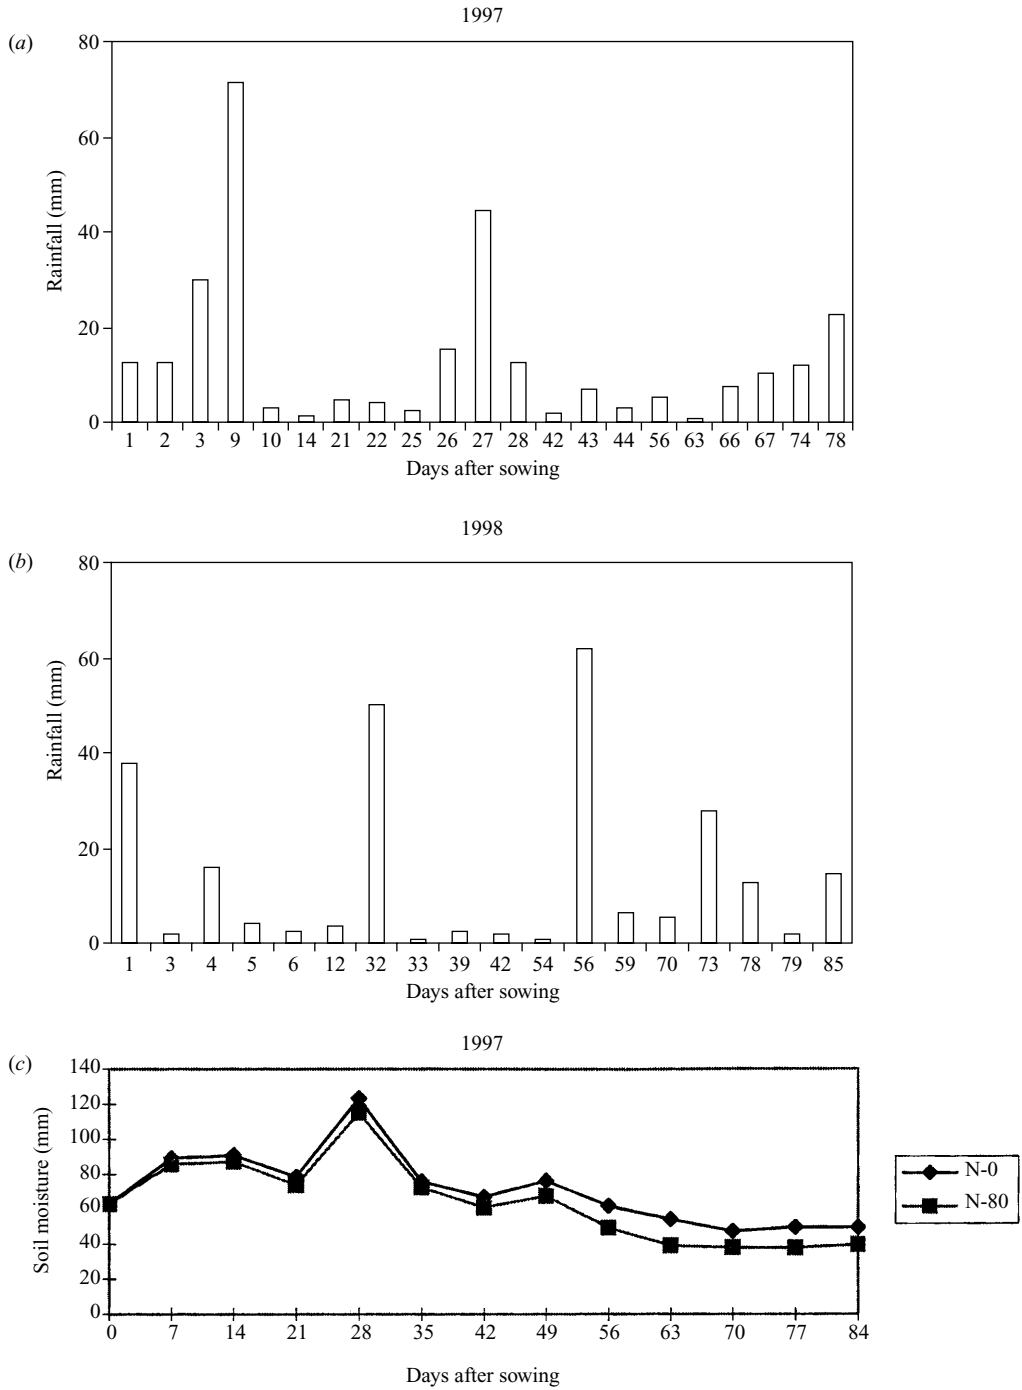 1997
(a)
80
60
40
20
0
Rainfall (mm)
1 2 3 9 10 14 21 22 25 26 27 28 42 43 44 56 63 66 67 74 78
Days after sowing
1998
(b)
80
60
40
20
0
Rainfall (mm)
1 3 4 5 6 12 32 33 39 42 54 56 59 70 73 78 79 85
Days after sowing
1997
(c)
140
120
100
80
60
40
20
0
Soil moisture (mm)
0 7 14 21 28 35 42 49 56 63 70 77 84
Days after sowing
N-0
N-80